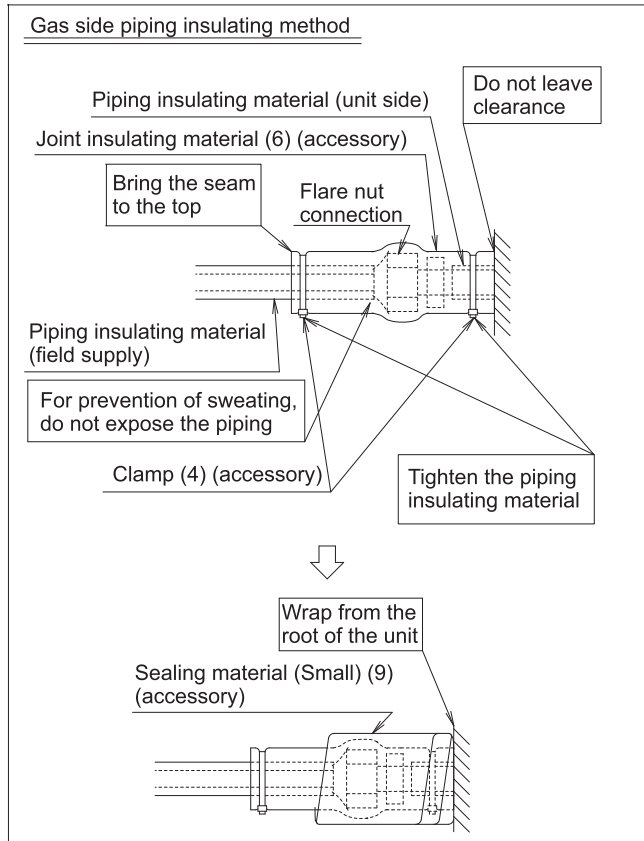 Gas side piping insulating method
Do not leave
clearance
Piping insulating material (unit side)
Joint insulating material (6) (accessory)
Bring the seam
to the top
Flare nut
connection
Piping insulating material
(field supply)
For prevention of sweating,
do not expose the piping
Clamp (4) (accessory)
Tighten the piping
insulating material
Wrap from the
root of the unit
Sealing material (Small) (9)
(accessory)